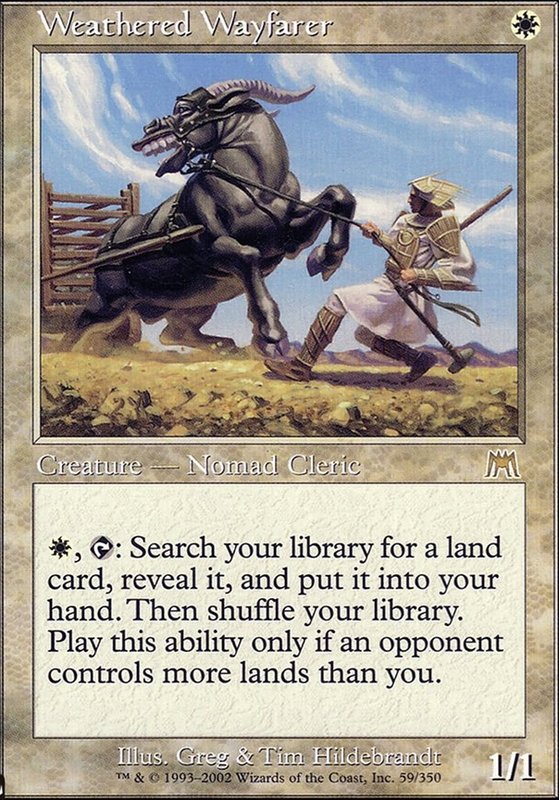 Weathered Wayfarer
Creature — Nomad Cleric
, : Search your library for a land
card, reveal it, and put it into your
hand. Then shuffle your library.
Play this ability only if an opponent
controls more lands than you.
Illus. Greg & Tim Hildebrandt
™ & © 1993–2002 Wizards of the Coast, Inc. 59/350
1/1